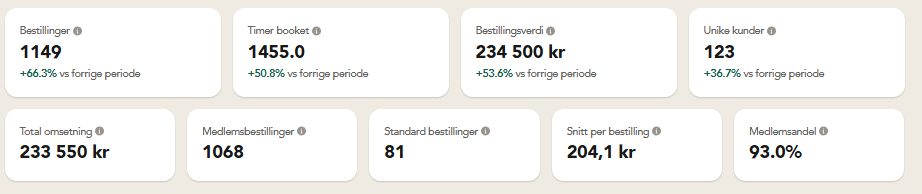 Bestillinger
1149
+66.3% vs forrige periode
Timer booket
1455.0
+50.8% vs forrige periode
Bestillingsverdi
234 500 kr
+53.6% vs forrige periode
Unike kunder
123
+36.7% vs forrige periode
Total omsetning
233 550 kr
Medlemsbestillinger
1068
Standard bestillinger
81
Snitt per bestilling
204,1 kr
Medlemsandel
93.0%